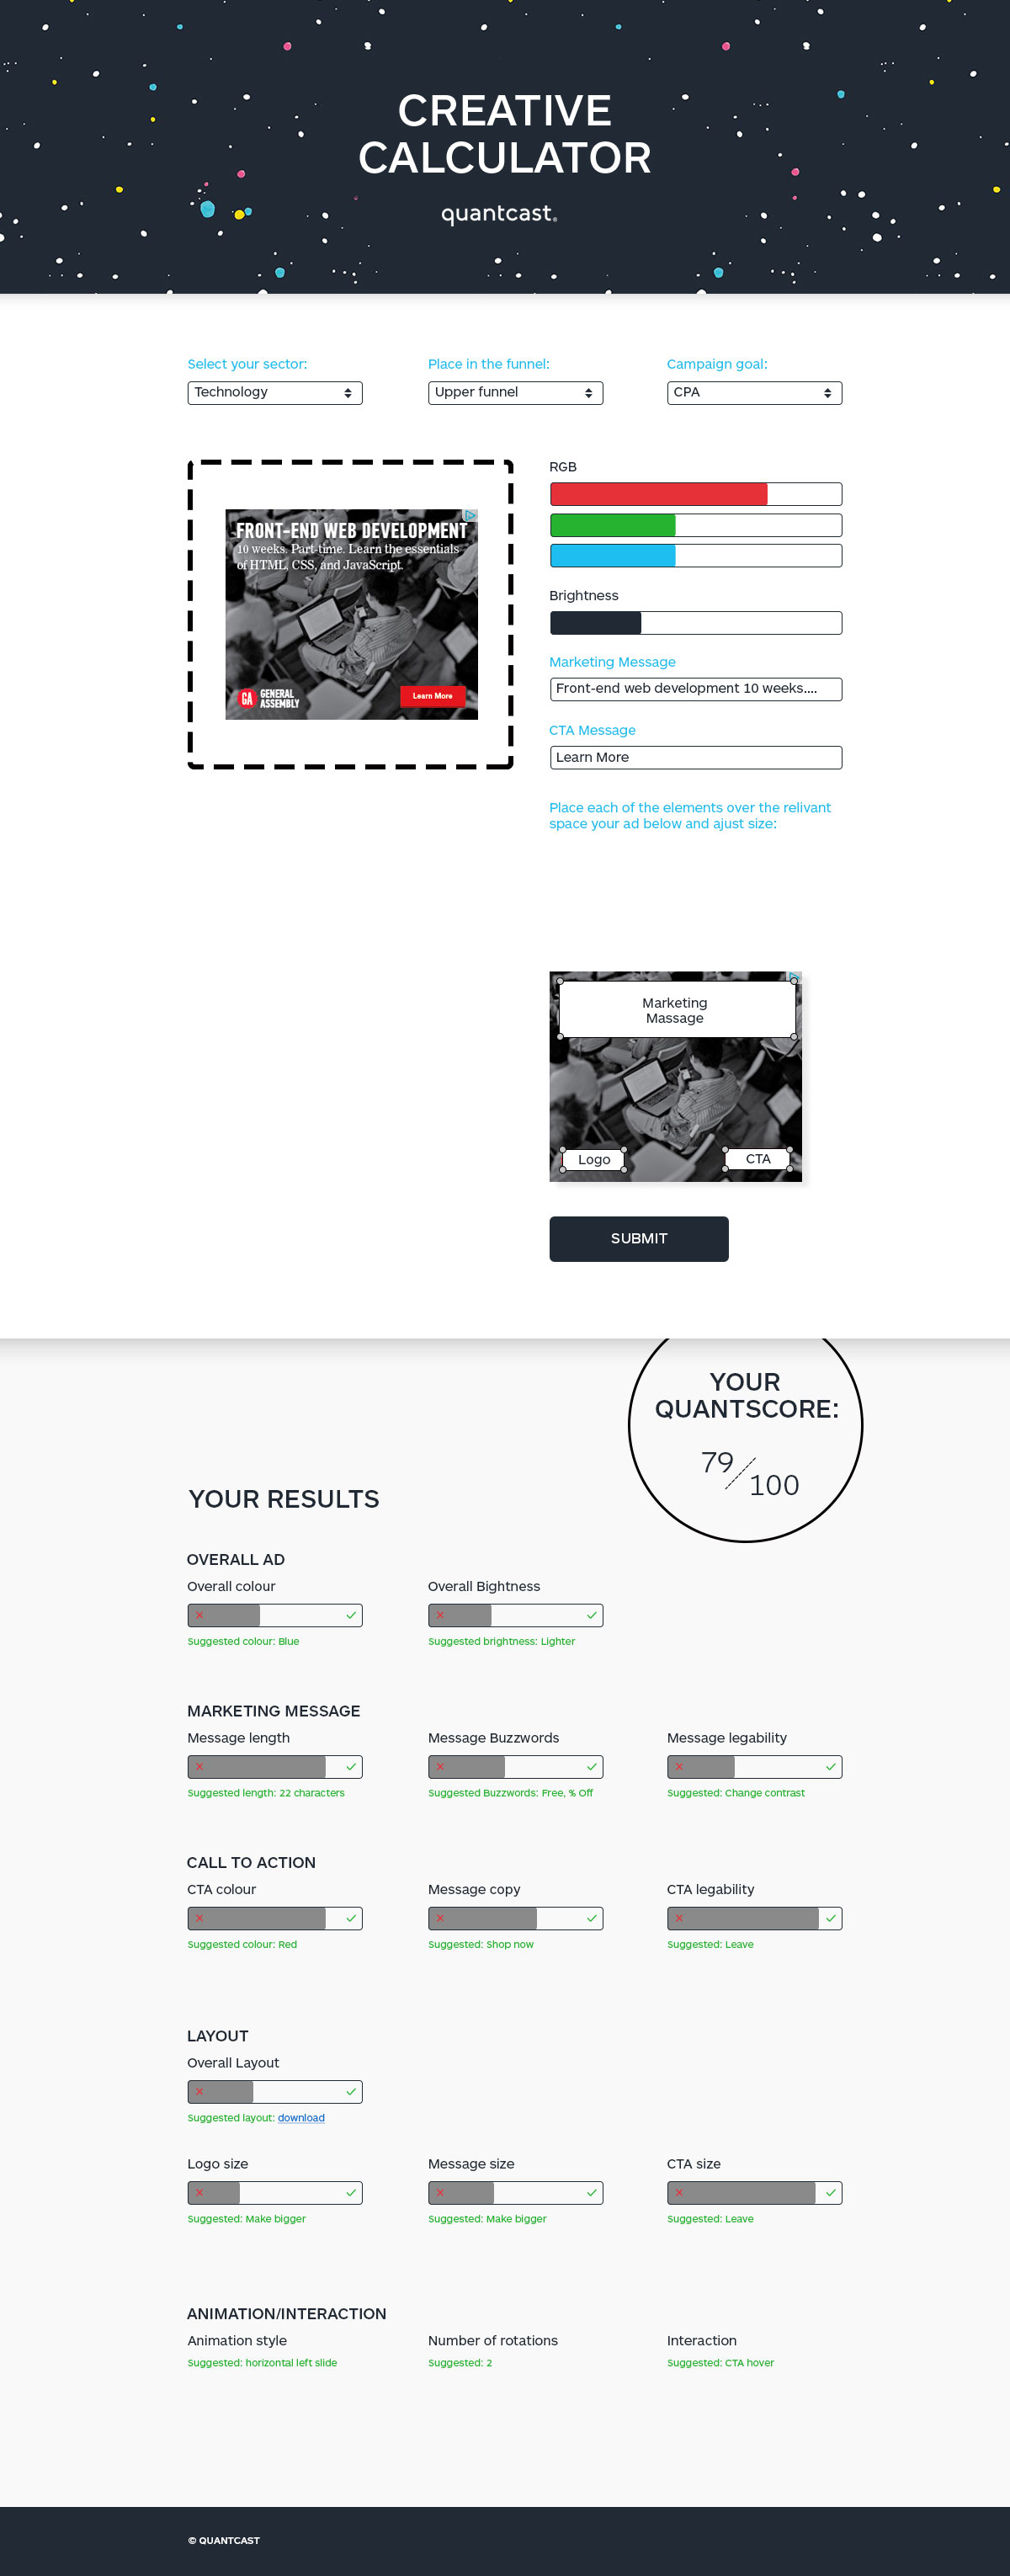 CREATIVE
CALCULATOR
quantcast®
Select your sector:
Place in the funnel:
Campaign goal:
Technology
Upper funnel
CPA
FRONT-END WEB DEVELOPMENT
10 weeks. Part-time. Learn the essentials
of HTML, CSS, and JavaScript.
GA GENERAL
ASSEMBLY
Learn More
RGB
Brightness
Marketing Message
Front-end web development 10 weeks....
CTA Message
Learn More
Place each of the elements over the relivant
space your ad below and ajust size:
Marketing
Massage
Logo
CTA
SUBMIT
YOUR
QUANTSCORE:
79/100
YOUR RESULTS
OVERALL AD
Overall colour
Overall Bightness
Suggested colour: Blue
Suggested brightness: Lighter
MARKETING MESSAGE
Message length
Message Buzzwords
Message legability
Suggested length: 22 characters
Suggested Buzzwords: Free, % Off
Suggested: Change contrast
CALL TO ACTION
CTA colour
Message copy
CTA legability
Suggested colour: Red
Suggested: Shop now
Suggested: Leave
LAYOUT
Overall Layout
Suggested layout: download
Logo size
Message size
CTA size
Suggested: Make bigger
Suggested: Make bigger
Suggested: Leave
ANIMATION/INTERACTION
Animation style
Number of rotations
Interaction
Suggested: horizontal left slide
Suggested: 2
Suggested: CTA hover
© QUANTCAST